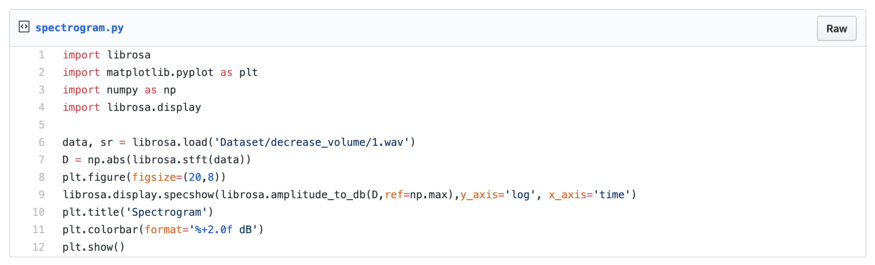 spectrogram.py
Raw
1 import librosa
2 import matplotlib.pyplot as plt
3 import numpy as np
4 import librosa.display
5
6 data, sr = librosa.load('Dataset/decrease_volume/1.wav')
7 D = np.abs(librosa.stft(data))
8 plt.figure(figsize=(20,8))
9 librosa.display.specshow(librosa.amplitude_to_db(D,ref=np.max),y_axis='log', x_axis='time')
10 plt.title('Spectrogram')
11 plt.colorbar(format='%+2.0f dB')
12 plt.show()